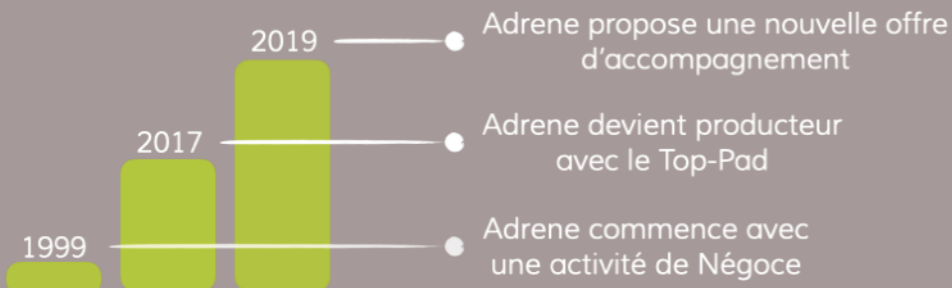 2019
Adrene propose une nouvelle offre
d'accompagnement
2017
Adrene devient producteur
avec le Top-Pad
1999
Adrene commence avec
une activité de Négoce